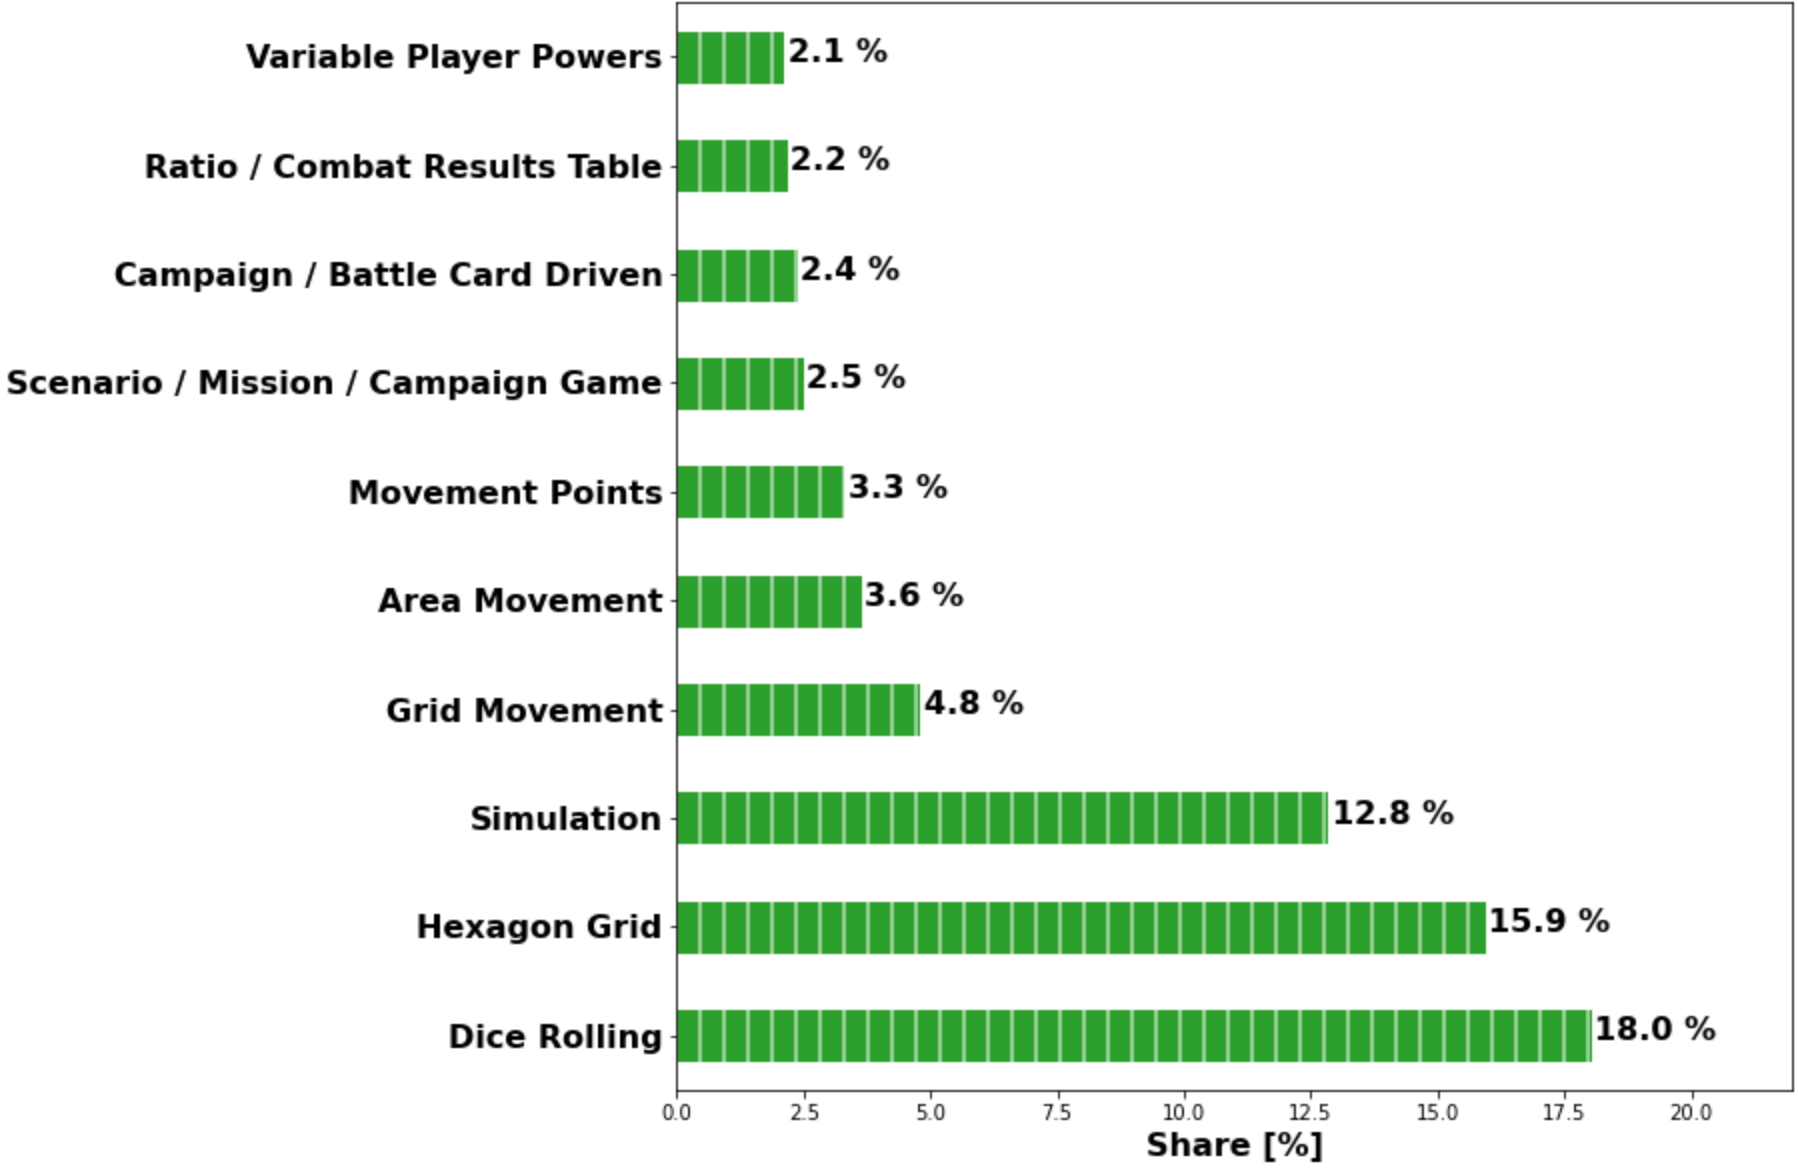 Variable Player Powers 2.1 %
Ratio / Combat Results Table 2.2 %
Campaign / Battle Card Driven 2.4 %
Scenario / Mission / Campaign Game 2.5 %
Movement Points 3.3 %
Area Movement 3.6 %
Grid Movement 4.8 %
Simulation 12.8 %
Hexagon Grid 15.9 %
Dice Rolling 18.0 %
0.0 2.5 5.0 7.5 10.0 12.5 15.0 17.5 20.0
Share [%]